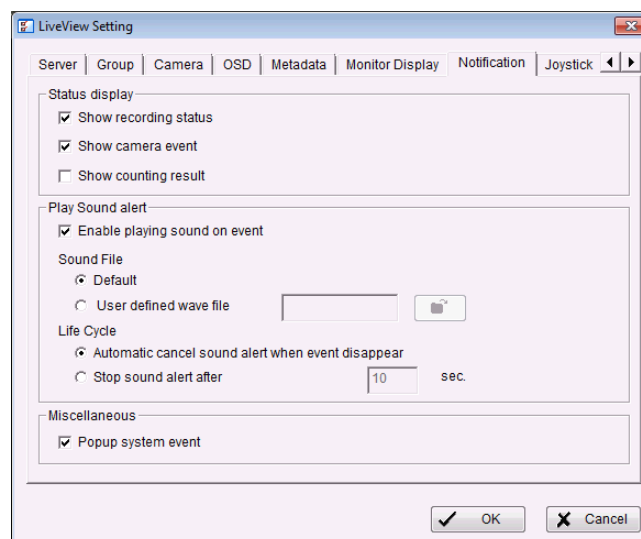 LiveView Setting
Server Group Camera OSD Metadata Monitor Display Notification Joystick
Status display
Show recording status
Show camera event
Show counting result
Play Sound alert
Enable playing sound on event
Sound File
Default
User defined wave file
Life Cycle
Automatic cancel sound alert when event disappear
Stop sound alert after 10 sec.
Miscellaneous
Popup system event
OK Cancel